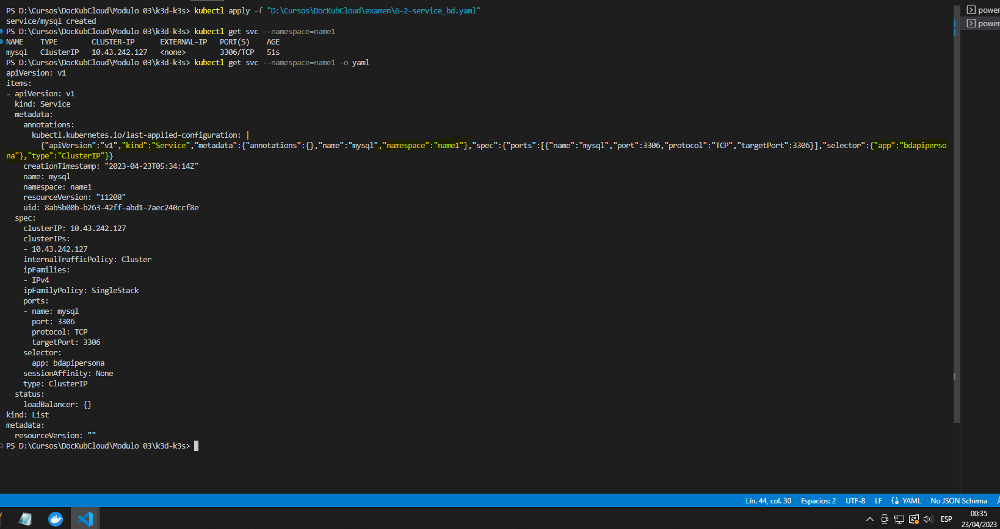 PS D:\Cursos\DocKubCloud\Modulo 03\k3d-k3s> kubectl apply -f "D:\Cursos\DocKubCloud\examen\6-2-service_bd.yaml"
service/mysql created
PS D:\Cursos\DocKubCloud\Modulo 03\k3d-k3s> kubectl get svc --namespace=name1
NAME    TYPE        CLUSTER-IP      EXTERNAL-IP   PORT(S)    AGE
mysql   ClusterIP   10.43.242.127   <none>        3306/TCP   51s
PS D:\Cursos\DocKubCloud\Modulo 03\k3d-k3s> kubectl get svc --namespace=name1 -o yaml
apiVersion: v1
items:
- apiVersion: v1
  kind: Service
  metadata:
    annotations:
      kubectl.kubernetes.io/last-applied-configuration: |
        {"apiVersion":"v1","kind":"Service","metadata":{"annotations":{},"name":"mysql","namespace":"name1"},"spec":{"ports":[{"name":"mysql","port":3306,"protocol":"TCP","targetPort":3306}],"selector":{"app":"bdapiperso
na"},"type":"ClusterIP"}}
    creationTimestamp: "2023-04-23T05:34:14Z"
    name: mysql
    namespace: name1
    resourceVersion: "11208"
    uid: 8ab5b00b-b263-42ff-abd1-7aec240ccf8e
  spec:
    clusterIP: 10.43.242.127
    clusterIPs:
    - 10.43.242.127
    internalTrafficPolicy: Cluster
    ipFamilies:
    - IPv4
    ipFamilyPolicy: SingleStack
    ports:
    - name: mysql
      port: 3306
      protocol: TCP
      targetPort: 3306
    selector:
      app: bdapipersona
    sessionAffinity: None
    type: ClusterIP
  status:
    loadBalancer: {}
kind: List
metadata:
  resourceVersion: ""
PS D:\Cursos\DocKubCloud\Modulo 03\k3d-k3s>
power
power
Lín. 44, col. 30 Espacios: 2 UTF-8 LF YAML No JSON Schema
ESP
00:35
23/04/2023